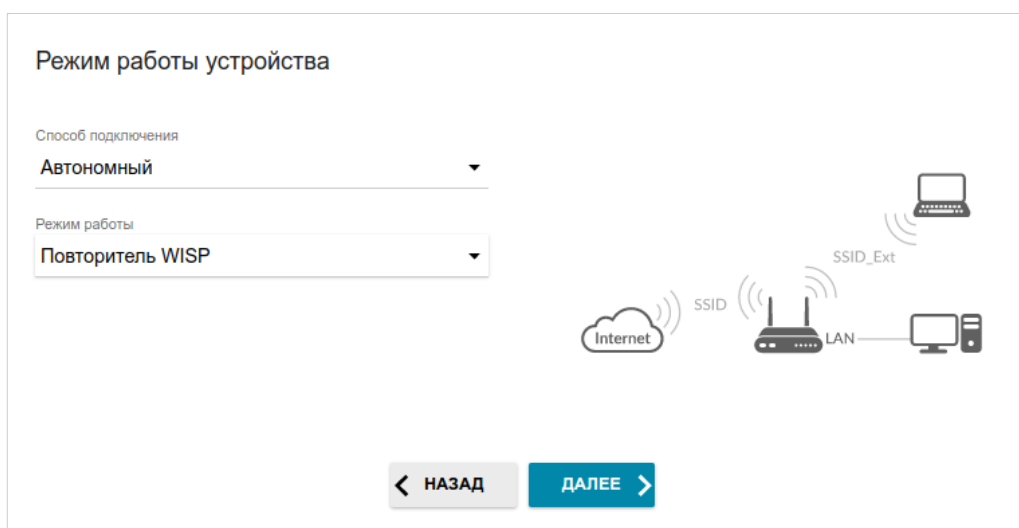 Режим работы устройства
Способ подключения
Автономный
Режим работы
Повторитель WISP
SSID_Ext
SSID
Internet
LAN
НАЗАД
ДАЛЕЕ